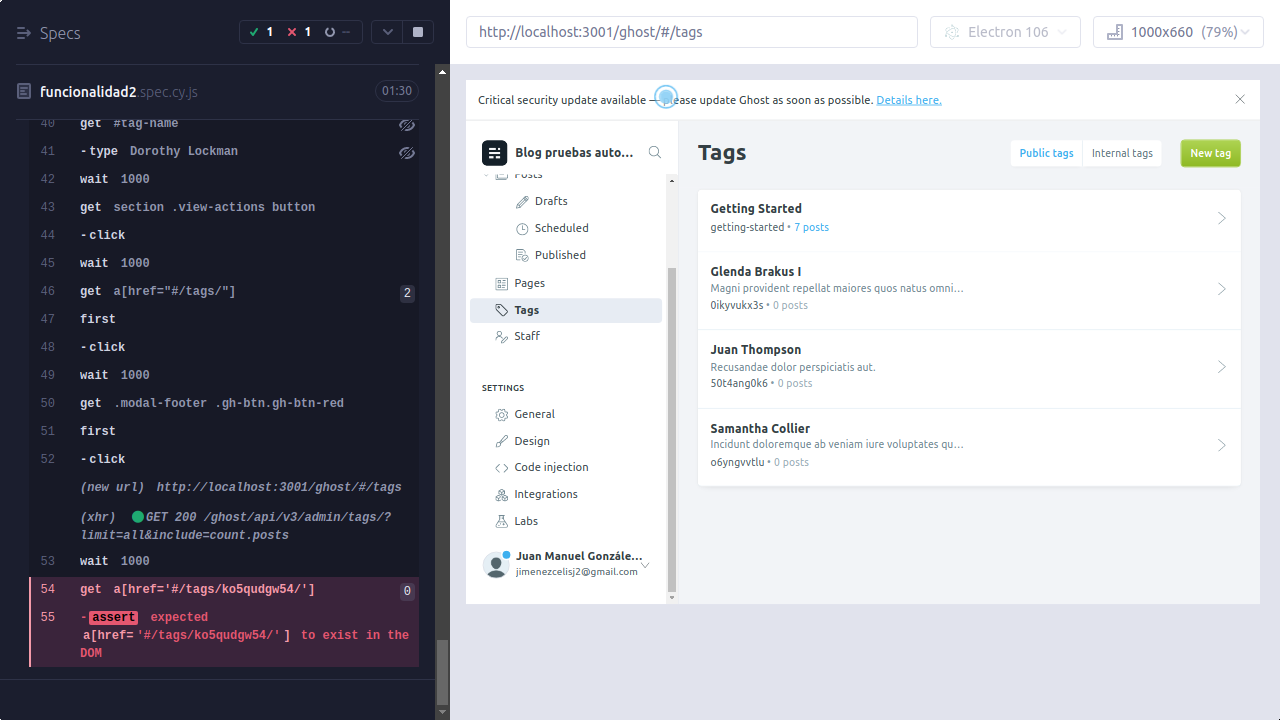 Specs
1
1
--
http://localhost:3001/ghost/#/tags
Electron 106
1000x660 (79%)
funcionalidad2.spec.cy.js
01:30
40 get #tag-name
41 -type Dorothy Lockman
42 wait 1000
43 get section .view-actions button
44 -click
45 wait 1000
46 get a[href="#/tags/"] 2
47 first
48 -click
49 wait 1000
50 get .modal-footer .gh-btn.gh-btn-red
51 first
52 -click
(new url) http://localhost:3001/ghost/#/tags
(xhr) GET 200 /ghost/api/v3/admin/tags/?
limit=all&include=count.posts
53 wait 1000
54 get a[href='#/tags/ko5qudgw54/'] 0
55 -assert expected
a[href='#/tags/ko5qudgw54/'] to exist in the
DOM
Critical security update available — please update Ghost as soon as possible. Details here.
Blog pruebas auto...
Posts
Drafts
Scheduled
Published
Pages
Tags
Staff
SETTINGS
General
Design
Code injection
Integrations
Labs
Juan Manuel Gonzále...
jimenezcelisj2@gmail.com
Tags
Public tags
Internal tags
New tag
Getting Started
getting-started • 7 posts
Glenda Brakus I
Magni provident repellat maiores quos natus omni...
0ikyvukx3s • 0 posts
Juan Thompson
Recusandae dolor perspiciatis aut.
50t4ang0k6 • 0 posts
Samantha Collier
Incidunt doloremque ab veniam iure voluptates qu...
o6yngvvtlu • 0 posts